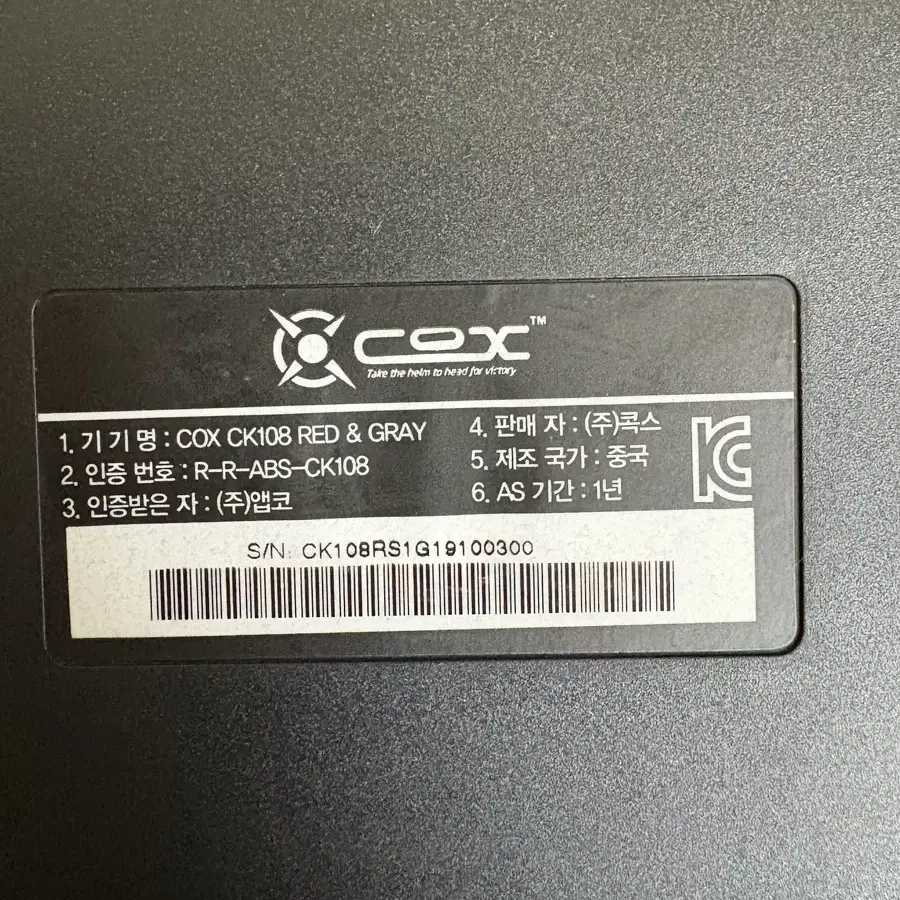 COX™
Take the helm to head for victory
1. 기 기 명 : COX CK108 RED & GRAY
2. 인증 번호 : R-R-ABS-CK108
3. 인증받은 자 : (주)앱코
4. 판매 자 : (주)콕스
5. 제조 국가 : 중국
6. AS 기간 : 1년
KC
S/N: CK108RS1G19100300